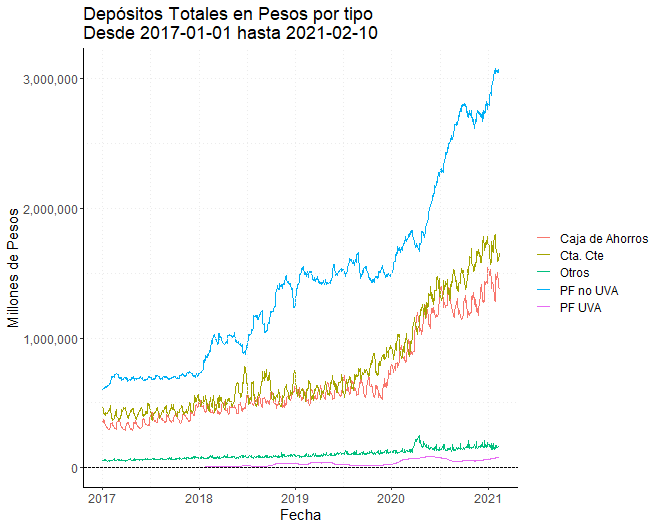 Depósitos Totales en Pesos por tipo
Desde 2017-01-01 hasta 2021-02-10
Millones de Pesos
3,000,000
2,000,000
1,000,000
0
2017
2018
2019
2020
2021
Fecha
Caja de Ahorros
Cta. Cte
Otros
PF no UVA
PF UVA